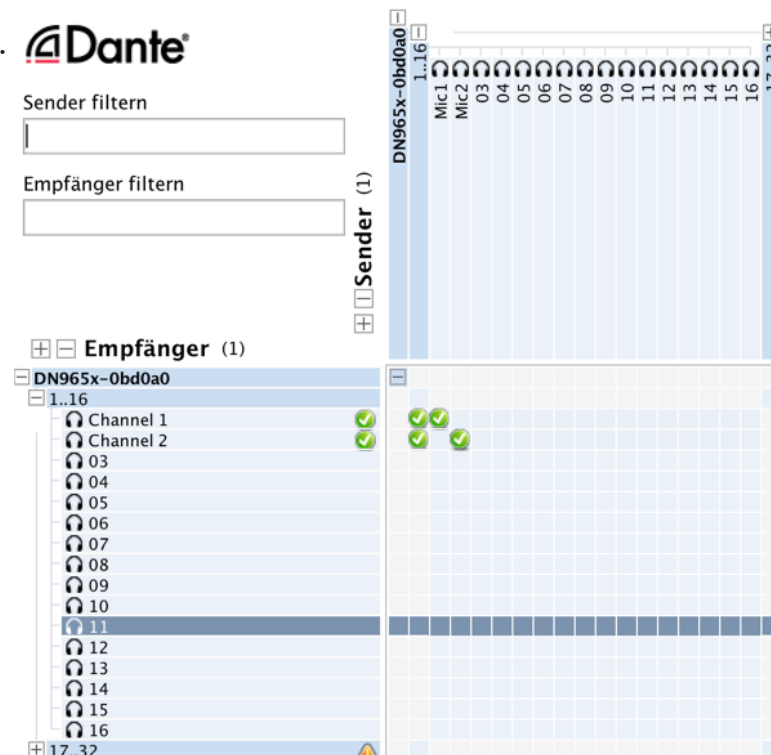 Dante®
Sender filtern
Empfänger filtern
Sender (1)
Empfänger (1)
DN965x-0bd0a0
1..16
Mic1
Mic2
03
04
05
06
07
08
09
10
11
12
13
14
15
16
17..32
DN965x-0bd0a0
1..16
Channel 1
Channel 2
03
04
05
06
07
08
09
10
11
12
13
14
15
16
17..32